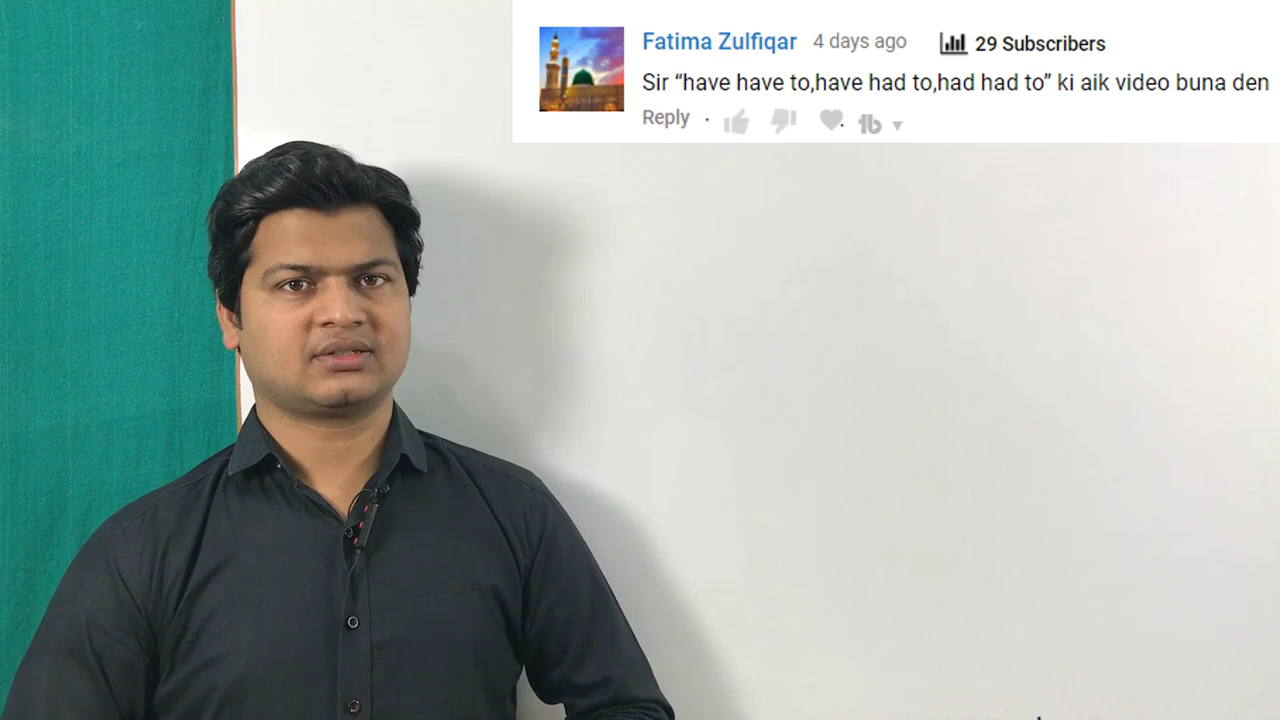 Fatima Zulfiqar 4 days ago 29 Subscribers
Sir “have have to,have had to,had had to” ki aik video buna den
Reply